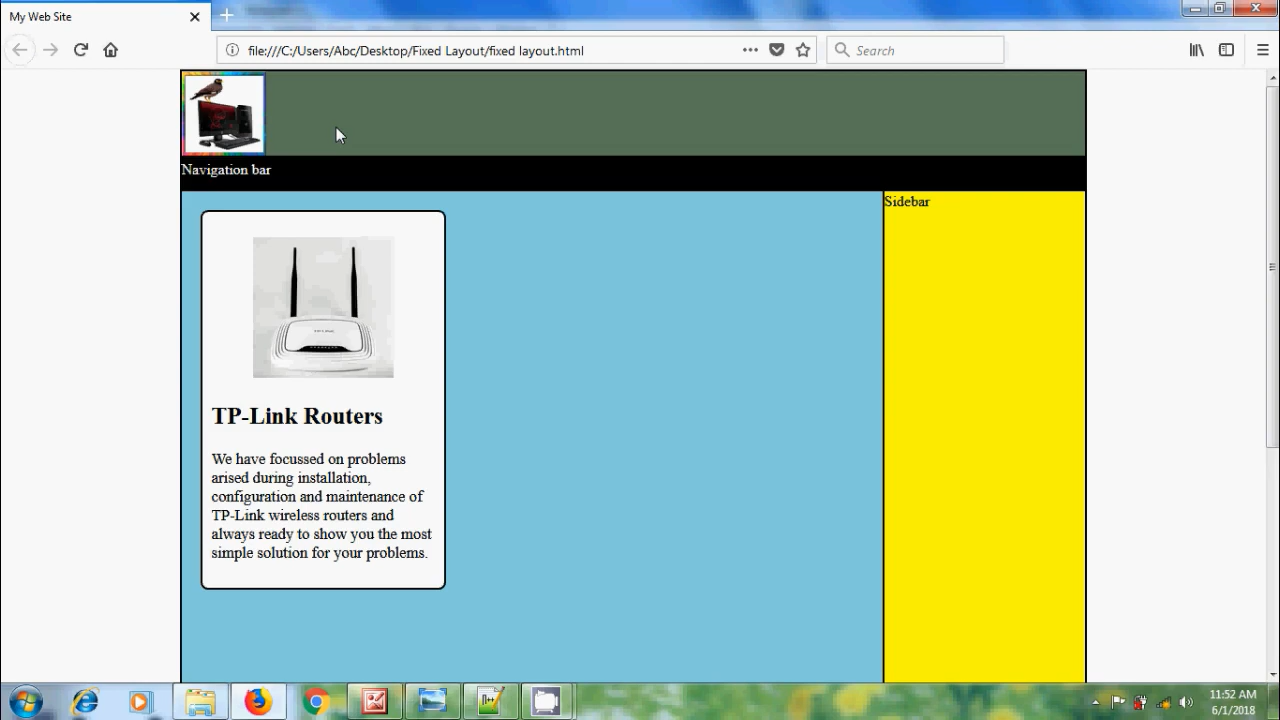 My Web Site
file:///C:/Users/Abc/Desktop/Fixed Layout/fixed layout.html
Search
Navigation bar
Sidebar
TP-LINK
TP-Link Routers
We have focussed on problems
arised during installation,
configuration and maintenance of
TP-Link wireless routers and
always ready to show you the most
simple solution for your problems.
11:52 AM
6/1/2018